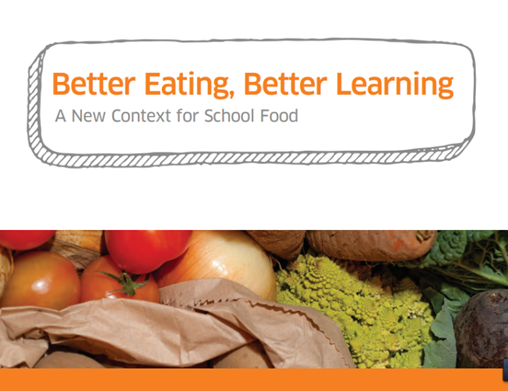 Better Eating, Better Learning
A New Context for School Food